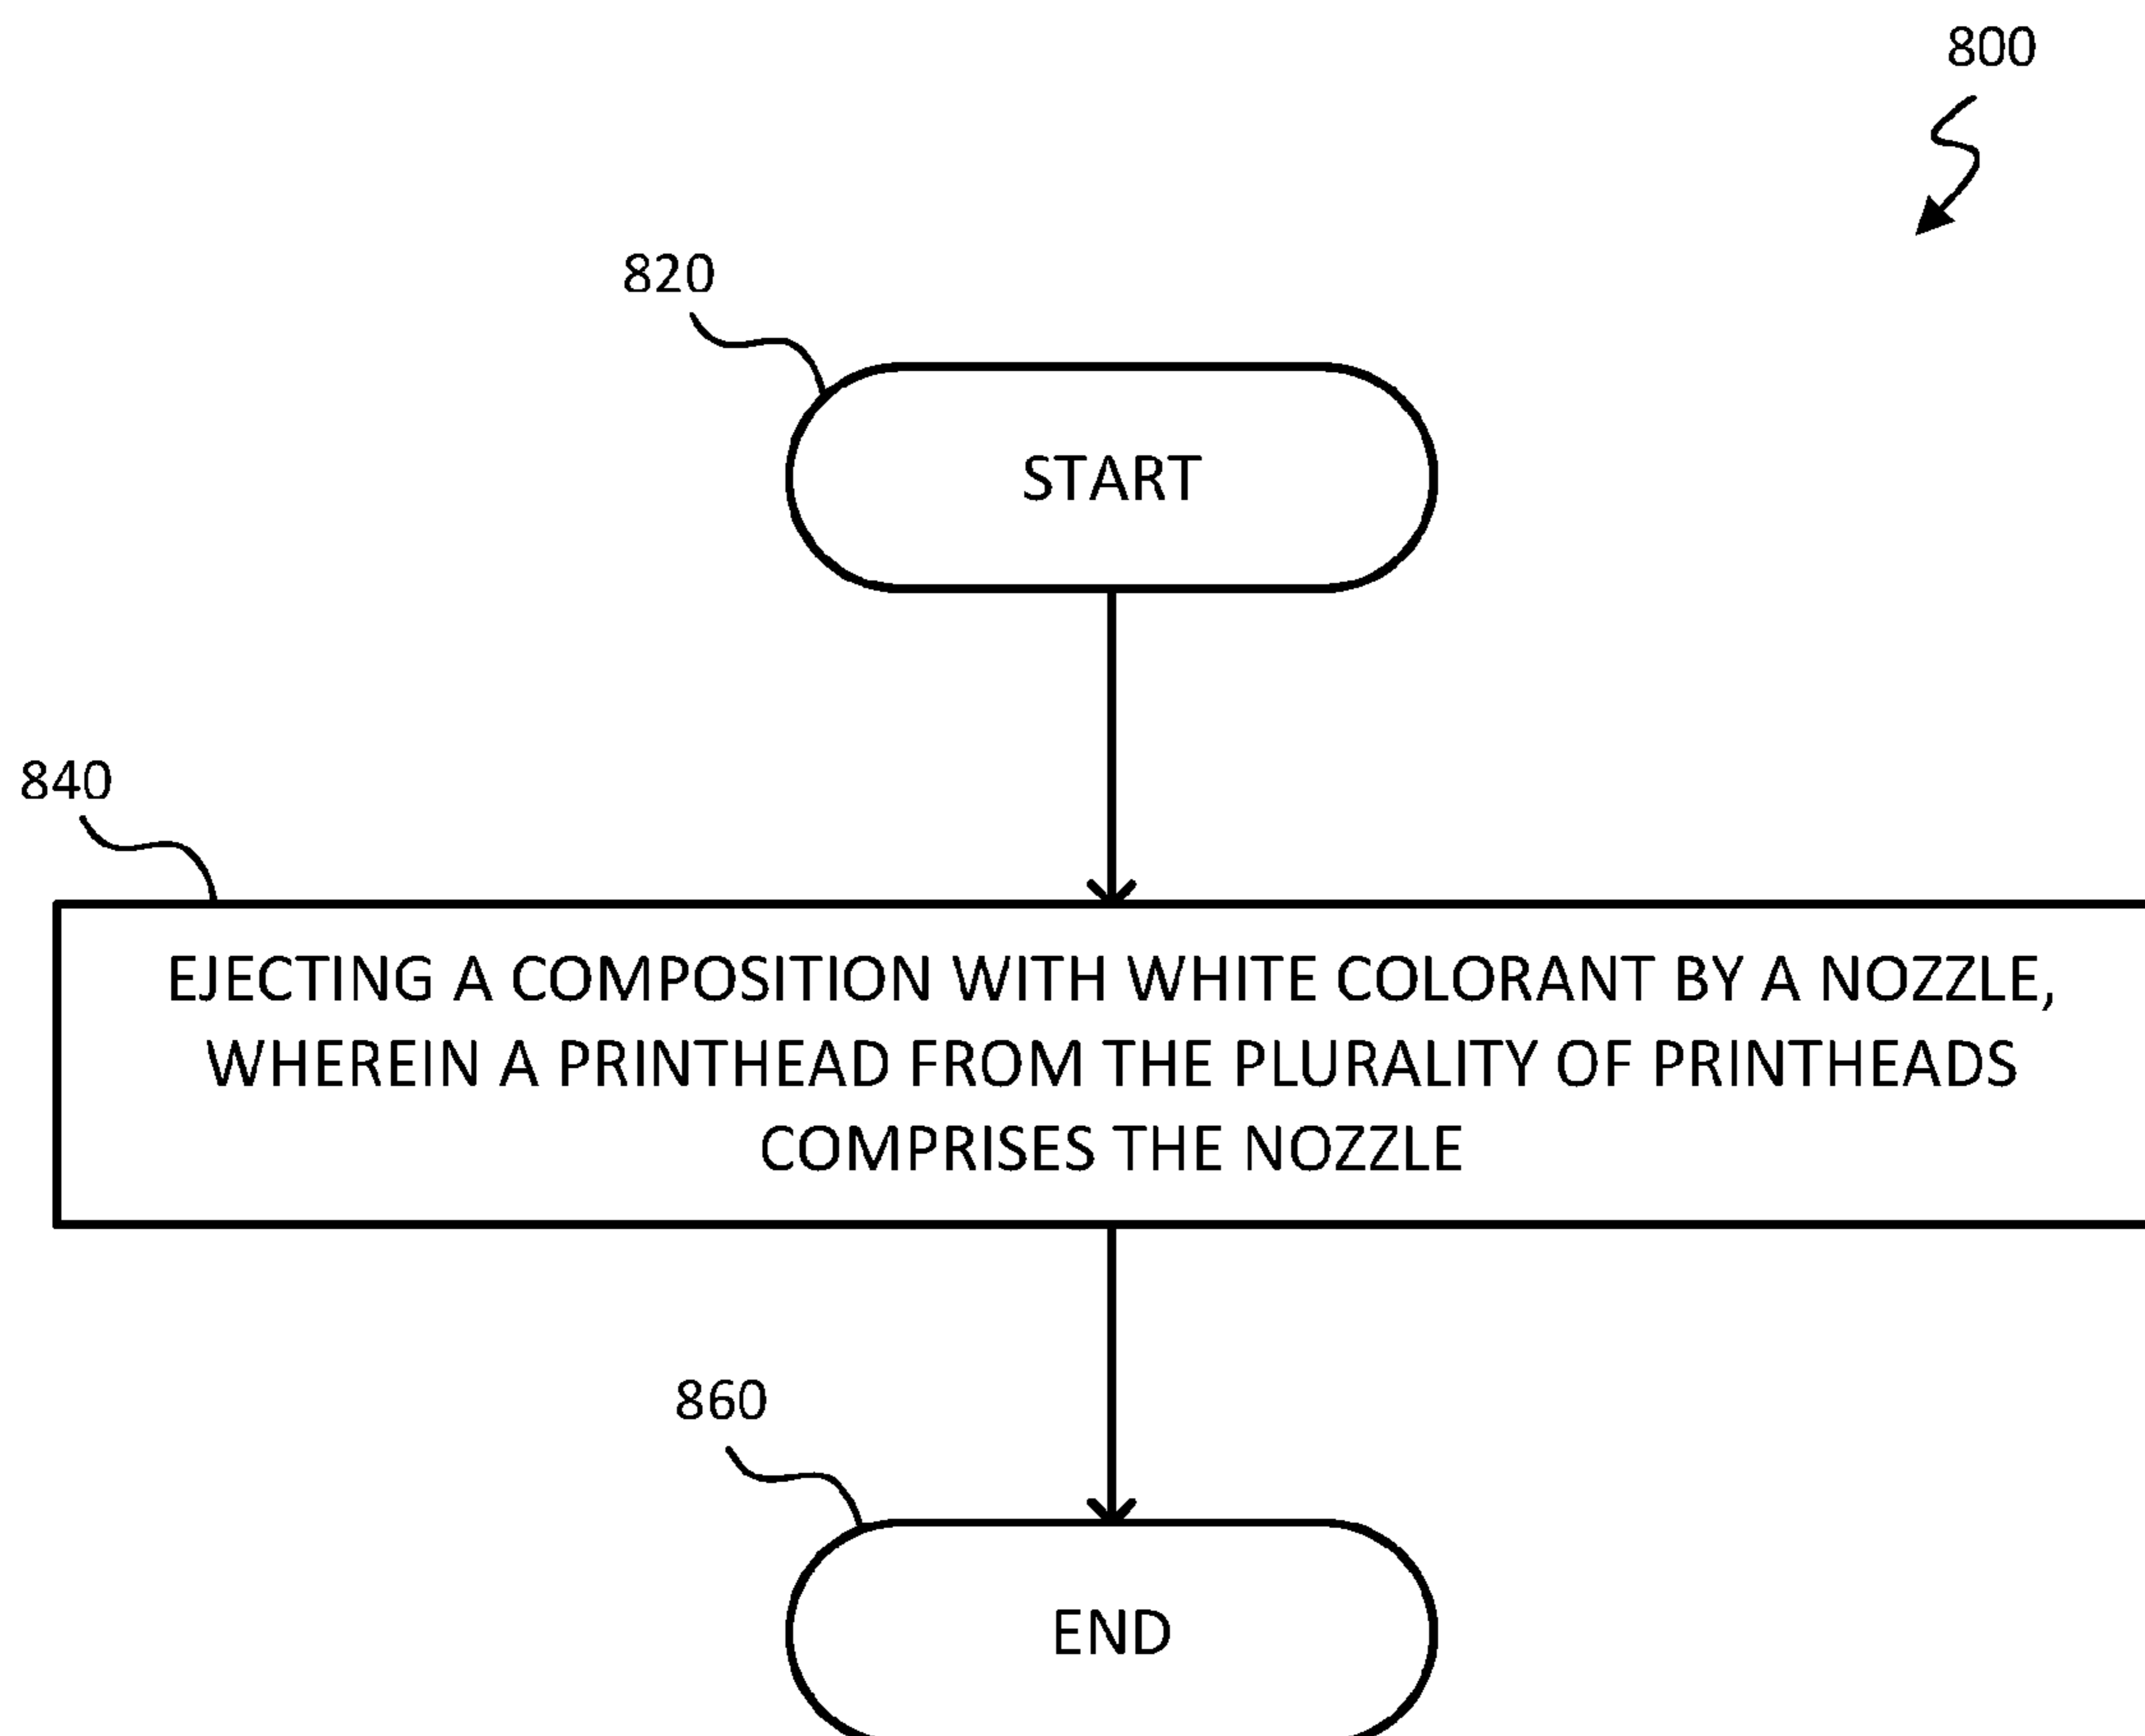 800
820
START
840
EJECTING A COMPOSITION WITH WHITE COLORANT BY A NOZZLE,
WHEREIN A PRINTHEAD FROM THE PLURALITY OF PRINTHEADS
COMPRISES THE NOZZLE
860
END